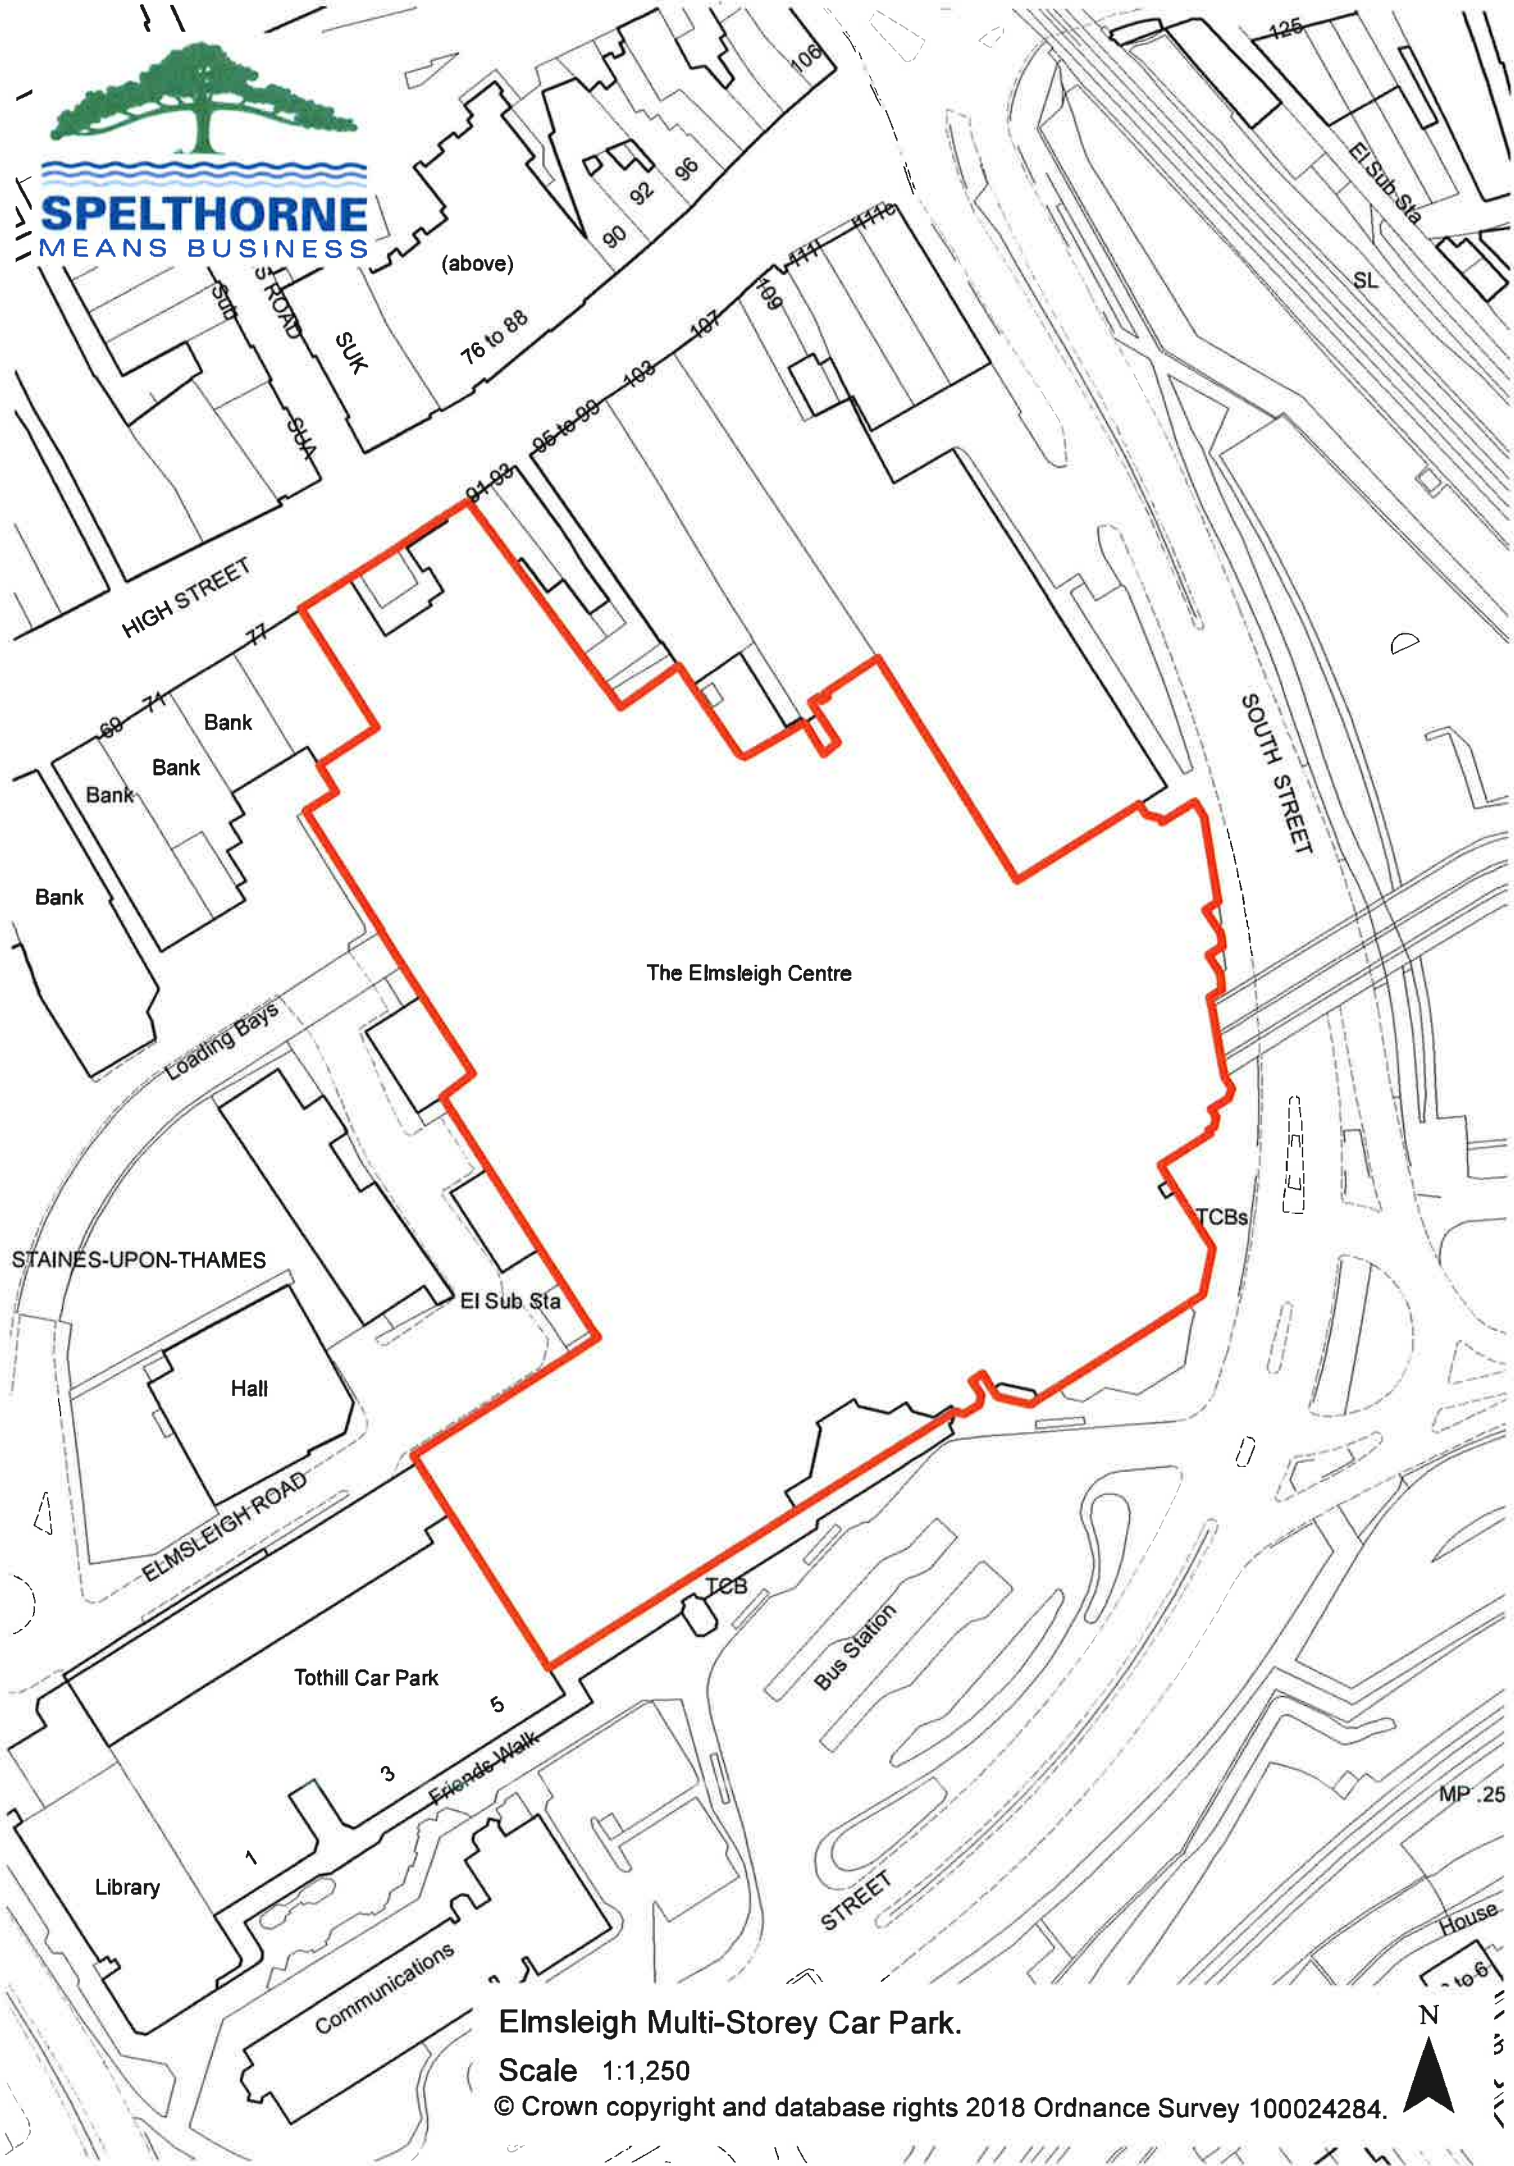 SPELTHORNE
MEANS BUSINESS
106
125
El Sub Sta
SL
96
92
90
(above)
76 to 88
SUK
Sub
S ROAD
SUA
111e
111
109
107
103
95 to 99
91-93
HIGH STREET
77
71
69
Bank
Bank
Bank
Bank
SOUTH STREET
The Elmsleigh Centre
Loading Bays
TCBs
STAINES-UPON-THAMES
El Sub Sta
Hall
ELMSLEIGH ROAD
TCB
Bus Station
Tothill Car Park
5
3
1
Friends Walk
MP .25
Library
STREET
House
to 6
Communications
Elmsleigh Multi-Storey Car Park.
Scale 1:1,250
© Crown copyright and database rights 2018 Ordnance Survey 100024284.
N